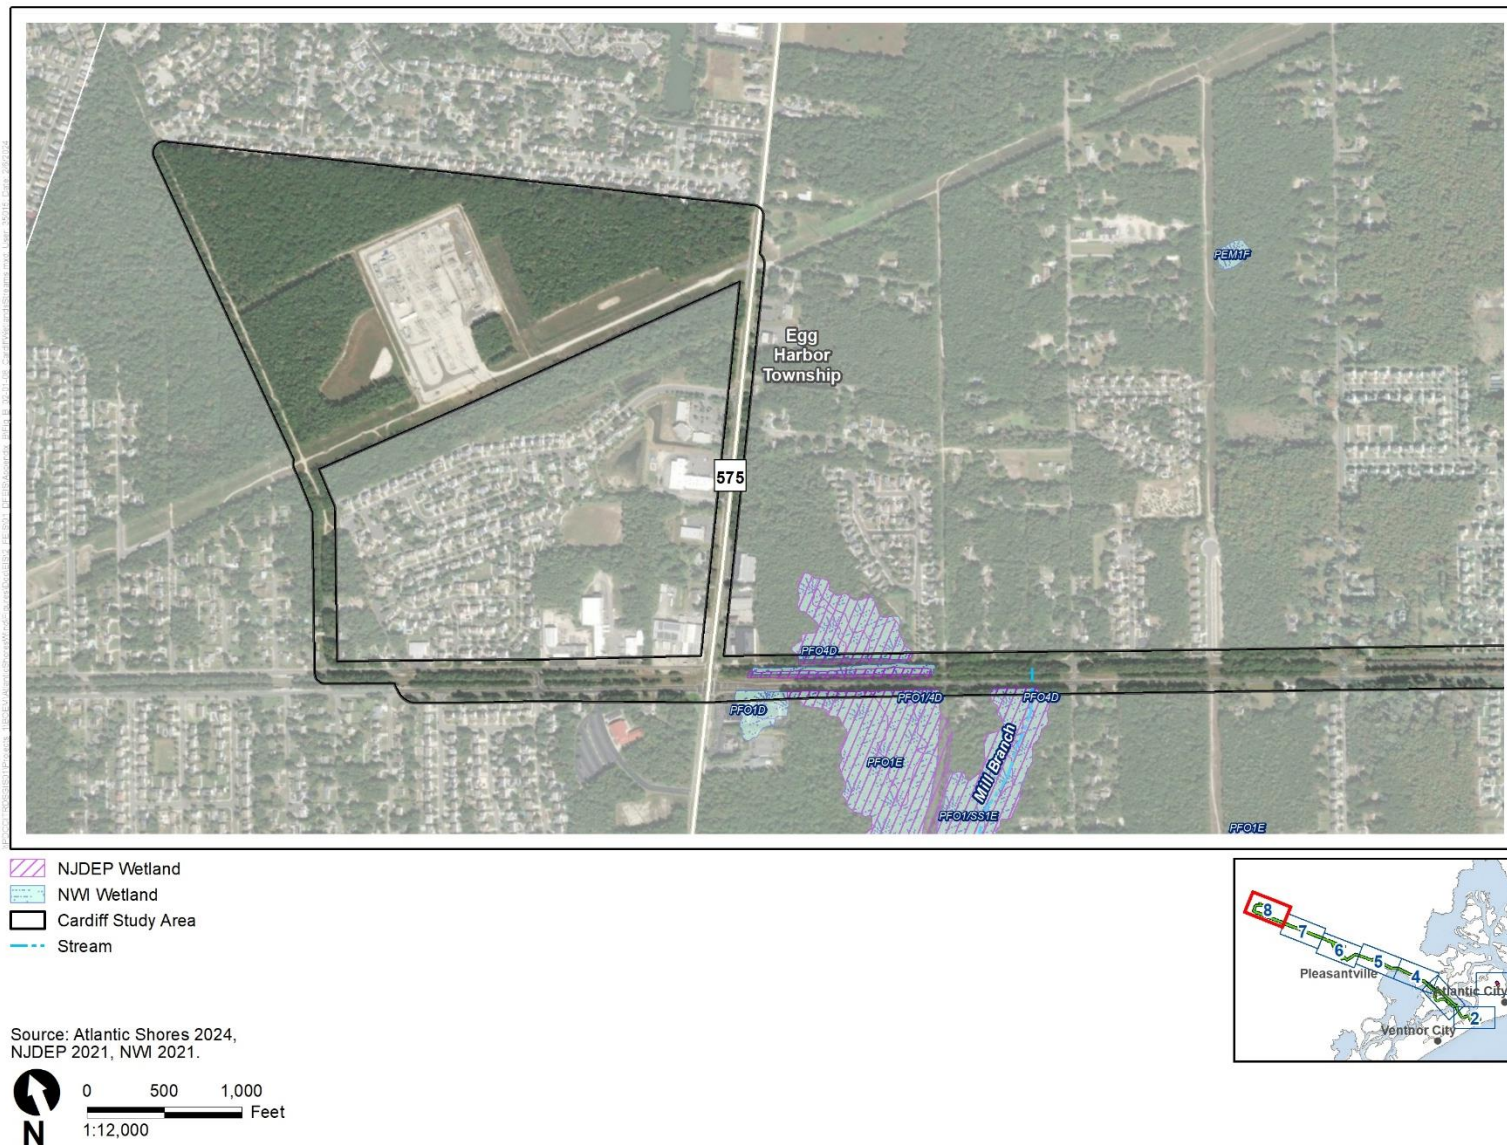 PEM1F
Egg
Harbor
Township
575
PFO4D
PFO1D
PFO1/4D
PFO4D
PFO1E
Mill Branch
PFO1/SS1E
PFO1E
NJDEP Wetland
NWI Wetland
Cardiff Study Area
Stream
8
7
6
5
4
2
Pleasantville
Atlantic City
Ventnor City
Source: Atlantic Shores 2024,
NJDEP 2021, NWI 2021.
0 500 1,000
Feet
1:12,000
N